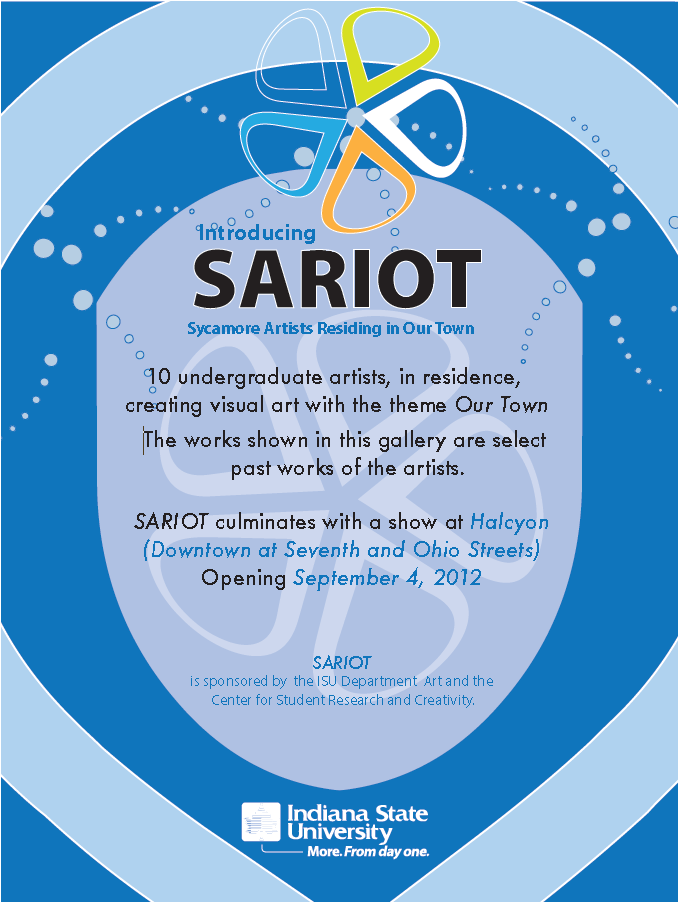 Introducing
SARIOT
Sycamore Artists Residing in Our Town
10 undergraduate artists, in residence,
creating visual art with the theme Our Town
The works shown in this gallery are select
past works of the artists.
SARIOT culminates with a show at Halcyon
(Downtown at Seventh and Ohio Streets)
Opening September 4, 2012
SARIOT
is sponsored by the ISU Department Art and the
Center for Student Research and Creativity.
Indiana State
University
More. From day one.